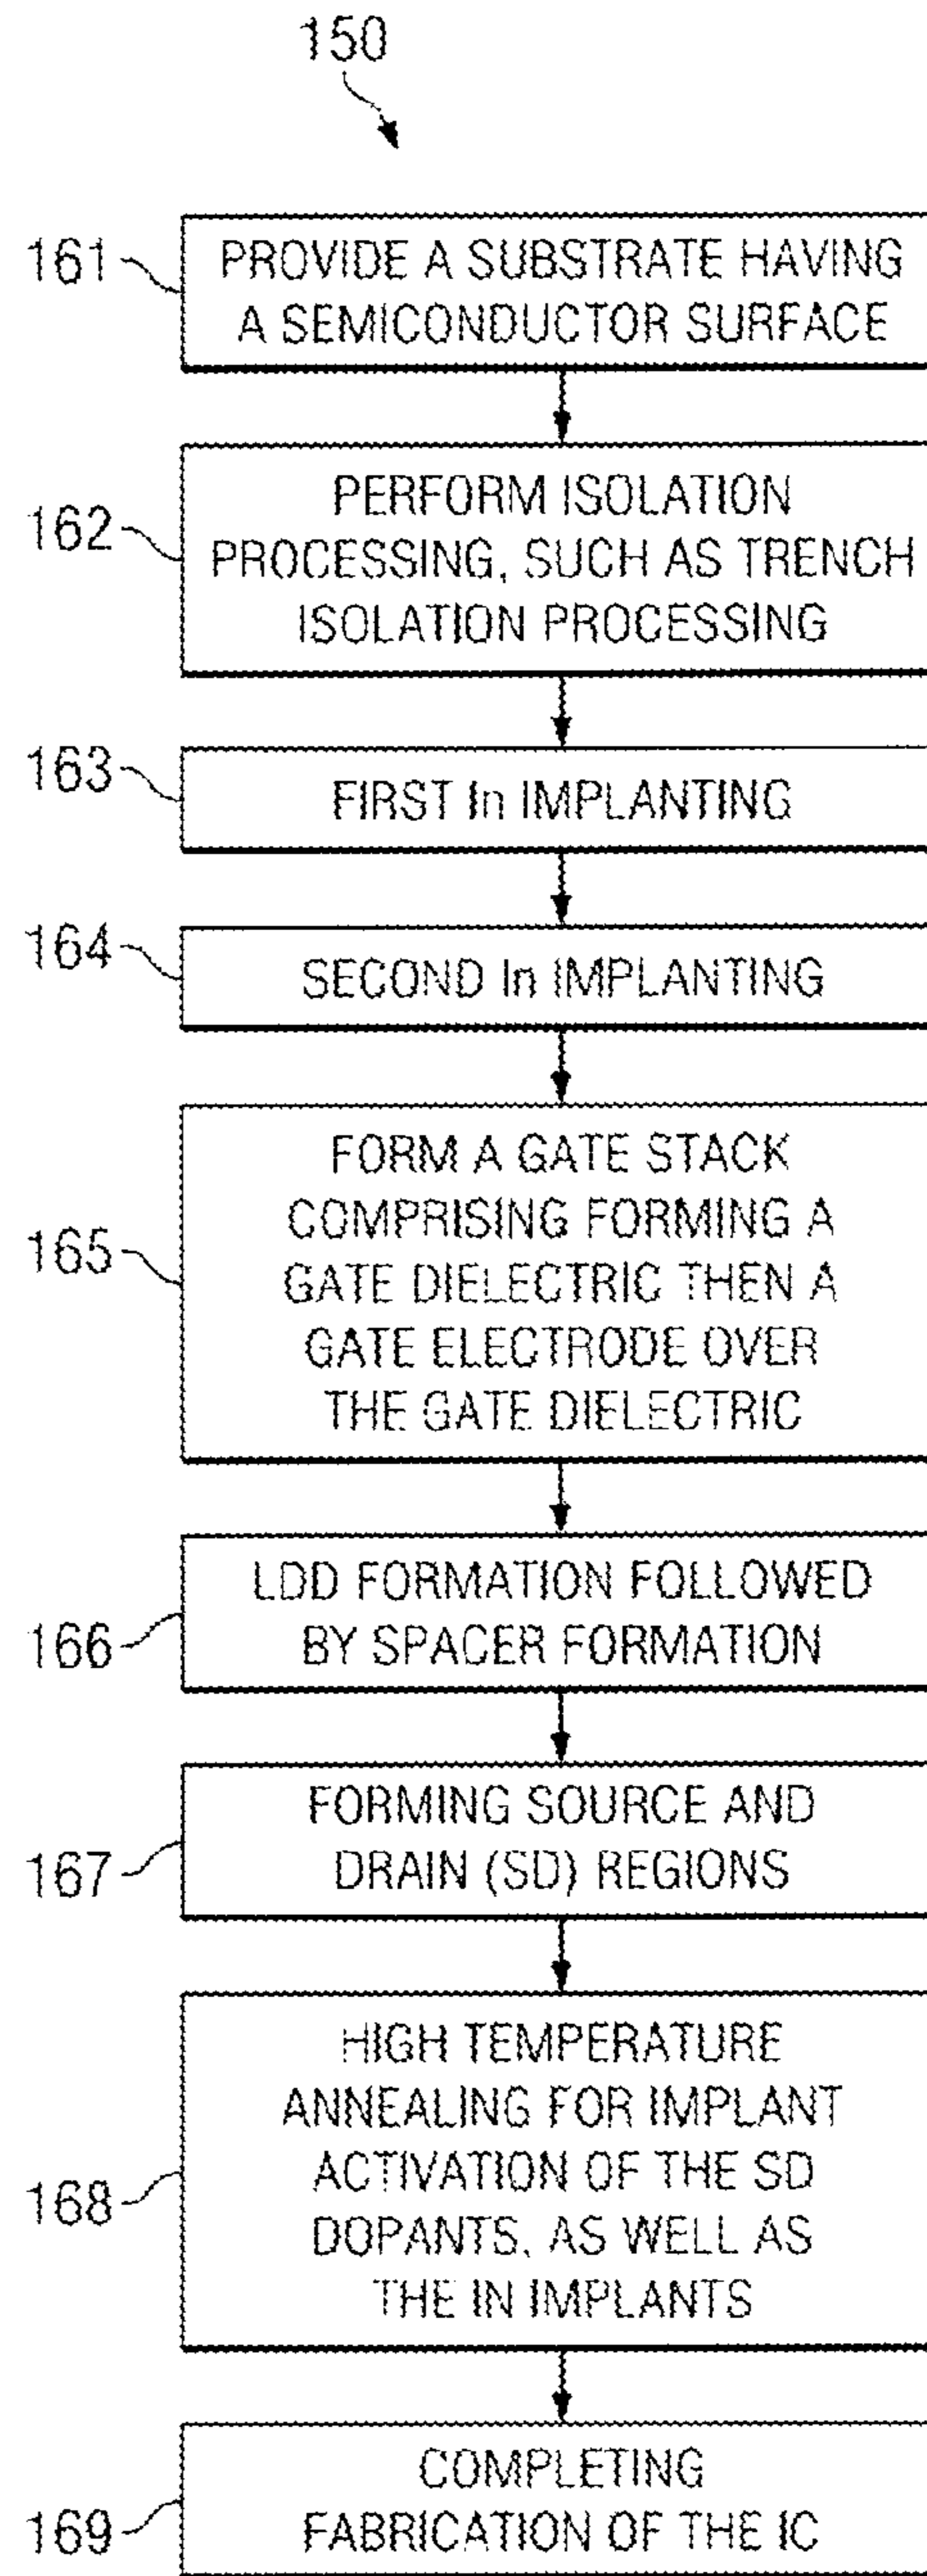 150
161
PROVIDE A SUBSTRATE HAVING
A SEMICONDUCTOR SURFACE
162
PERFORM ISOLATION
PROCESSING, SUCH AS TRENCH
ISOLATION PROCESSING
163
FIRST In IMPLANTING
164
SECOND In IMPLANTING
165
FORM A GATE STACK
COMPRISING FORMING A
GATE DIELECTRIC THEN A
GATE ELECTRODE OVER
THE GATE DIELECTRIC
166
LDD FORMATION FOLLOWED
BY SPACER FORMATION
167
FORMING SOURCE AND
DRAIN (SD) REGIONS
168
HIGH TEMPERATURE
ANNEALING FOR IMPLANT
ACTIVATION OF THE SD
DOPANTS, AS WELL AS
THE IN IMPLANTS
169
COMPLETING
FABRICATION OF THE IC